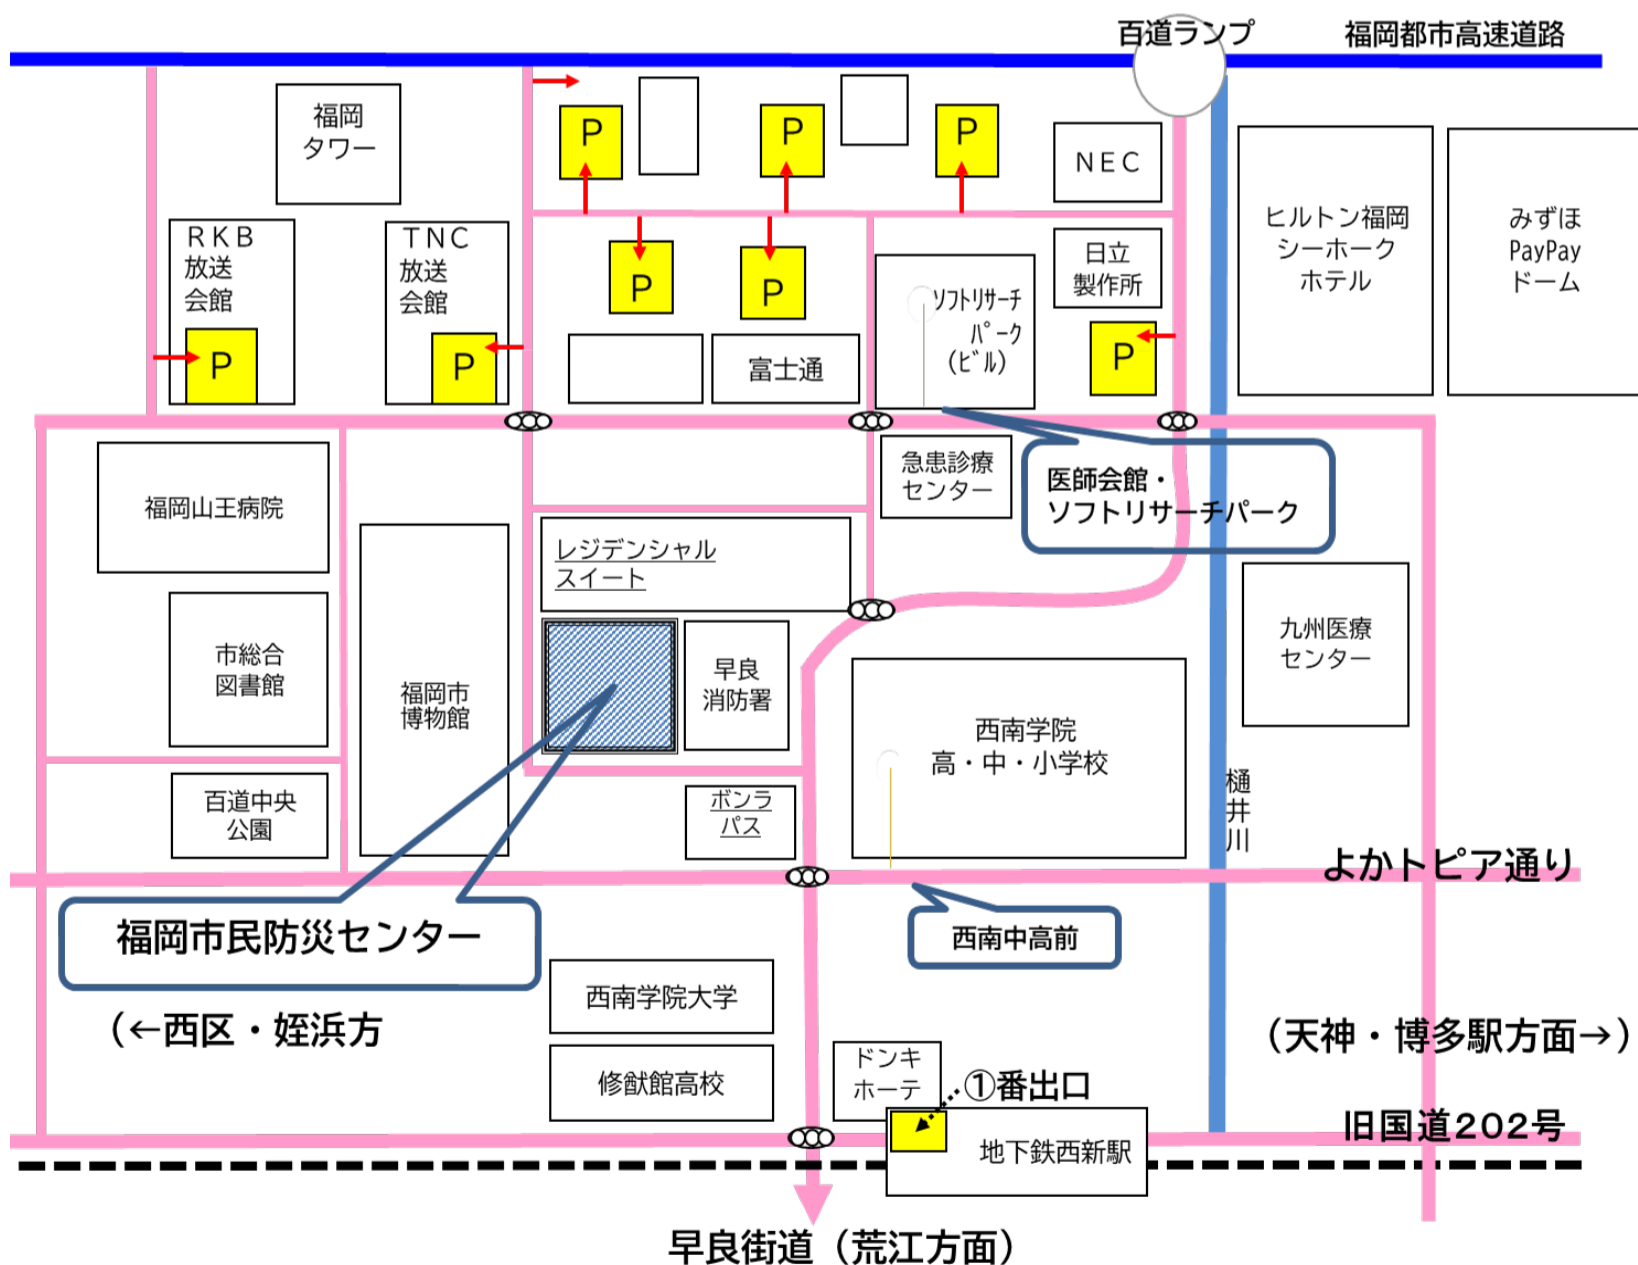 百道ランプ
福岡都市高速道路
福岡
タワー
P
P
P
NEC
RKB
放送
会館
P
TNC
放送
会館
P
P
P
富士通
ソフトリサーチ
パーク
(ビル)
日立
製作所
P
ヒルトン福岡
シーホーク
ホテル
みずほ
PayPay
ドーム
福岡山王病院
急患診療
センター
医師会館・
ソフトリサーチパーク
レジデンシャル
スイート
市総合
図書館
福岡市
博物館
早良
消防署
九州医療
センター
西南学院
高・中・小学校
百道中央
公園
ボンラ
パス
樋井川
よかトピア通り
福岡市民防災センター
西南中高前
西南学院大学
(←西区・姪浜方
(天神・博多駅方面→)
修猷館高校
ドンキ
ホーテ
①番出口
旧国道202号
地下鉄西新駅
早良街道(荒江方面)